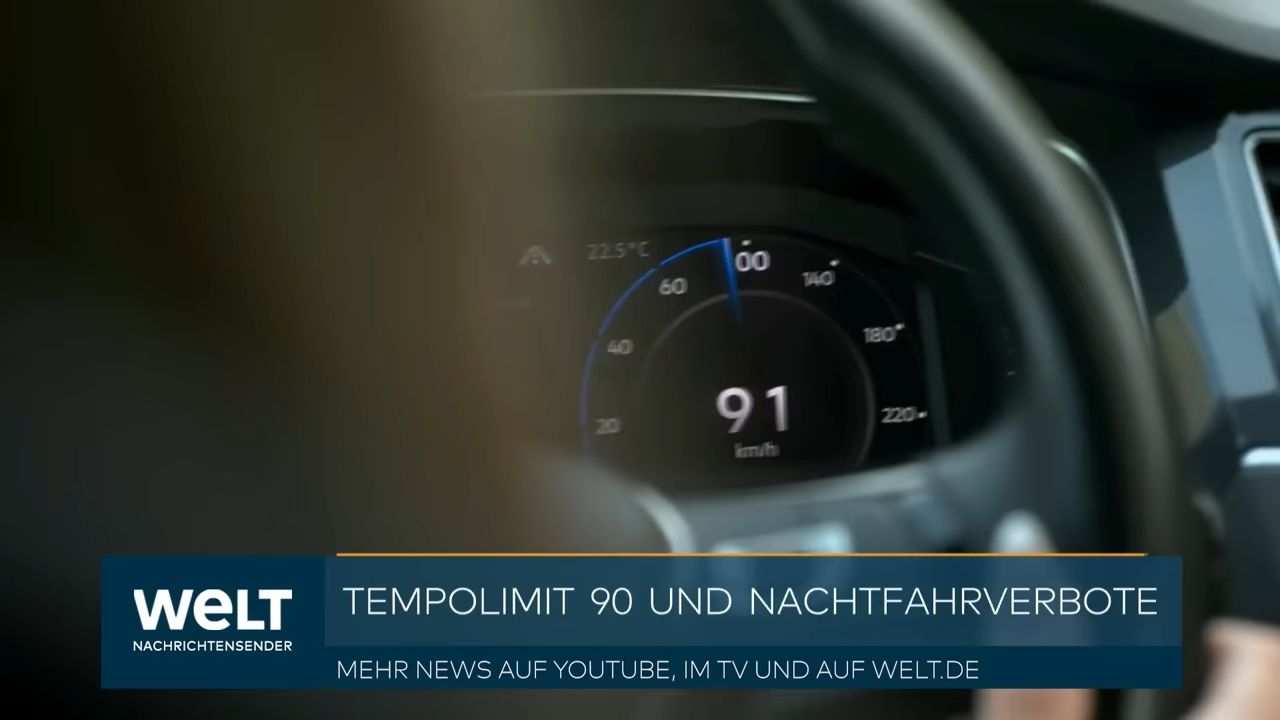 22.5°C
00
60
140
40
180
91
220
20
km/h
WELT
NACHRICHTENSENDER
TEMPOLIMIT 90 UND NACHTFAHRVERBOTE
MEHR NEWS AUF YOUTUBE, IM TV UND AUF WELT.DE